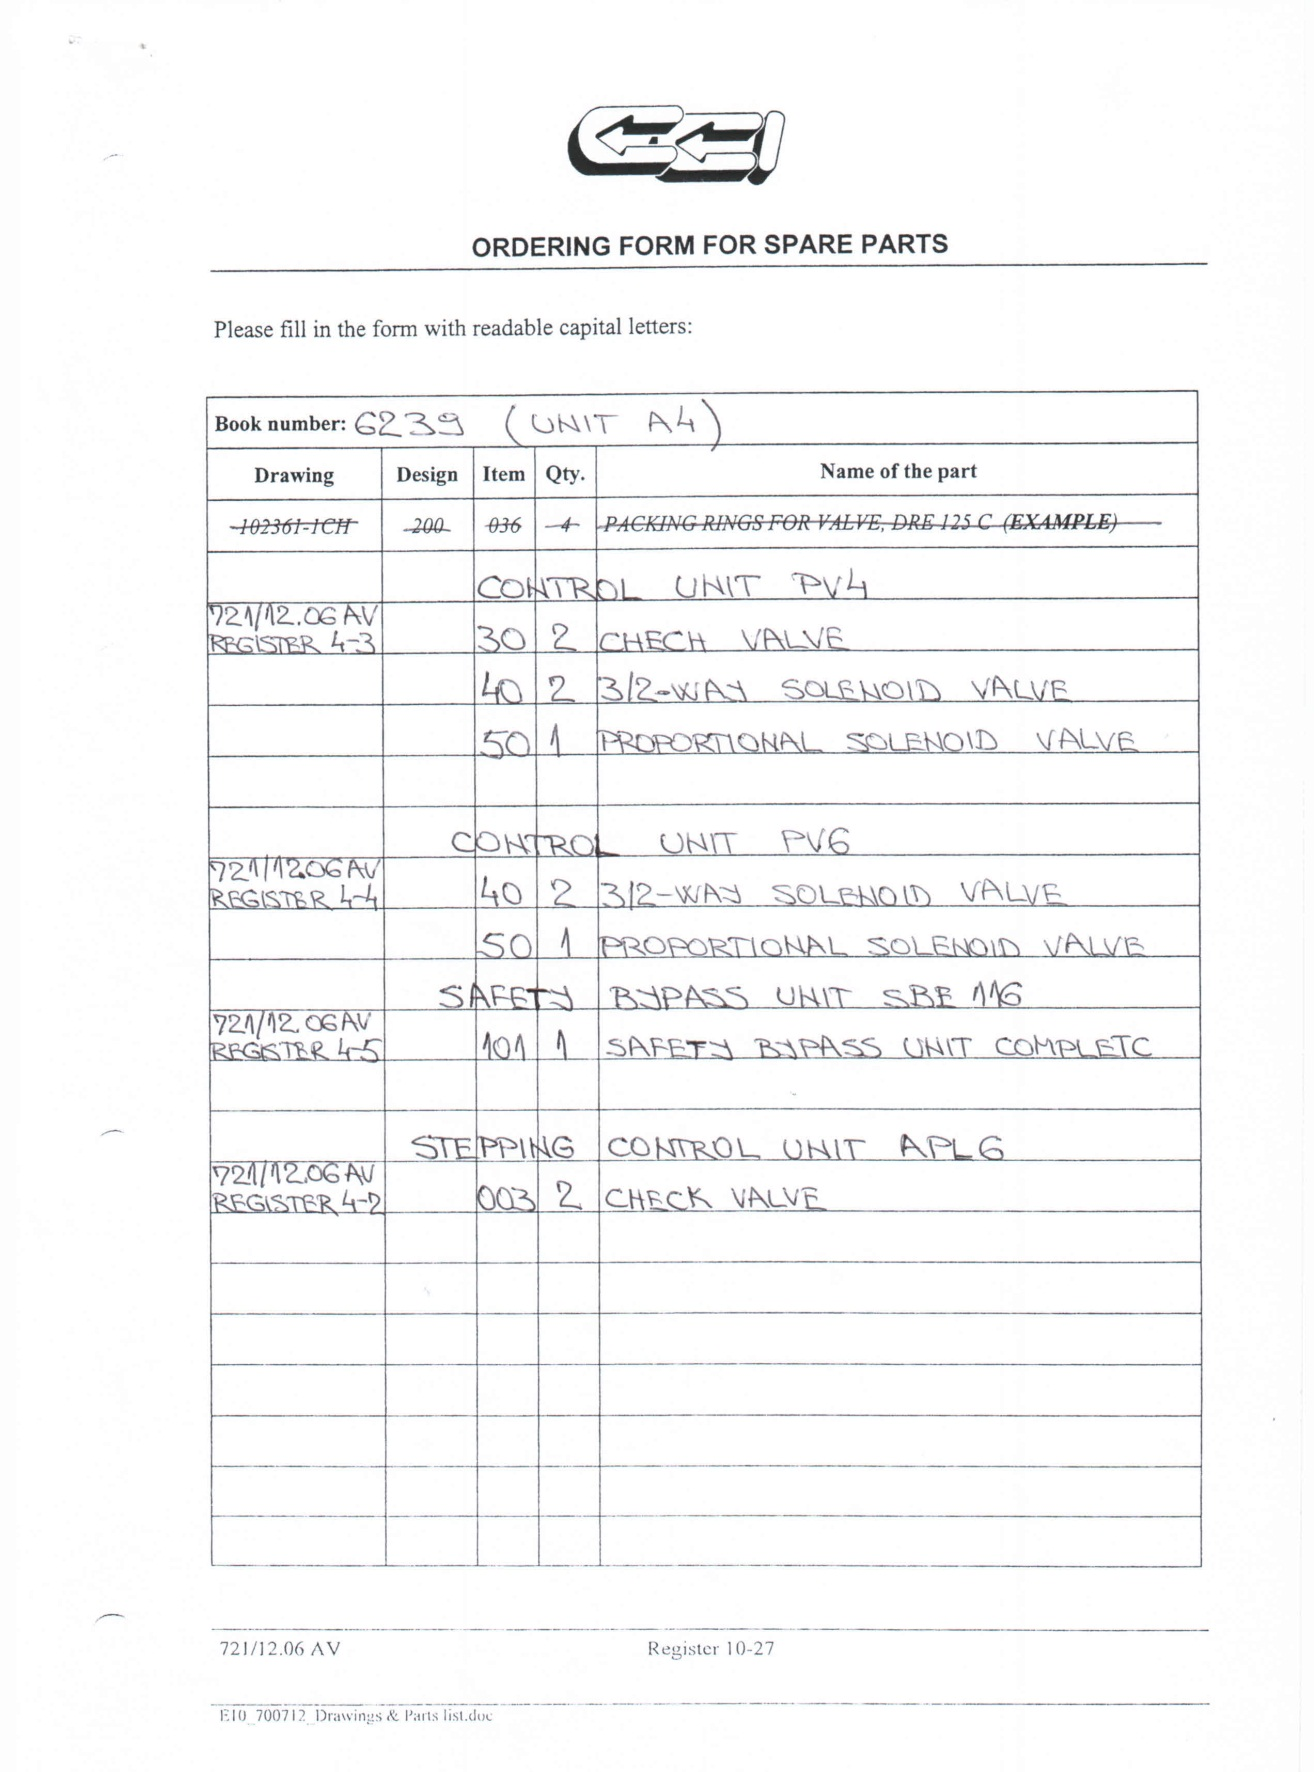 CCI
ORDERING FORM FOR SPARE PARTS
Please fill in the form with readable capital letters:
Book number: 6239 (UNIT A4)
Drawing Design Item Qty. Name of the part
102361-1CH 200 036 4 PACKING RINGS FOR VALVE, DRE 125 C (EXAMPLE)
CONTROL UNIT PV4
721/12.06 AV
REGISTER 4-3 30 2 CHECH VALVE
40 2 3/2-WAY SOLENOID VALVE
50 1 PROPORTIONAL SOLENOID VALVE
CONTROL UNIT PV6
721/12.06 AV
REGISTER 4-4 40 2 3/2-WAY SOLENOID VALVE
50 1 PROPORTIONAL SOLENOID VALVE
SAFETY BYPASS UNIT SBE 116
721/12.06 AV
REGISTER 4-5 101 1 SAFETY BYPASS UNIT COMPLETC
STEPPING CONTROL UNIT APLG
721/12.06 AV
REGISTER 4-2 003 2 CHECK VALVE
721/12.06 AV Register 10-27
E10_700712_Drawings & Parts list.doc